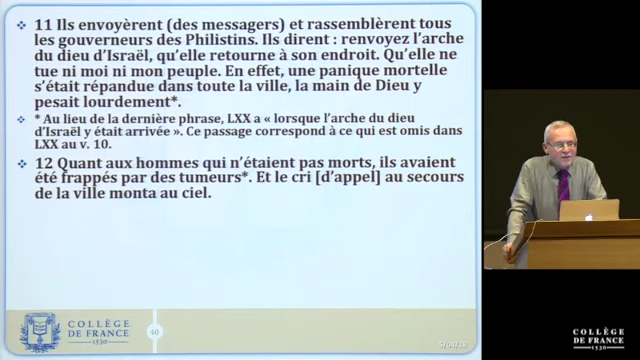 11 Ils envoyèrent (des messagers) et rassemblèrent tous
les gouverneurs des Philistins. Ils dirent : renvoyez l’arche
du dieu d’Israël, qu’elle retourne à son endroit. Qu’elle ne
tue ni moi ni mon peuple. En effet, une panique mortelle
s’était répandue dans toute la ville, la main de Dieu y
pesait lourdement*.
* Au lieu de la dernière phrase, LXX a « lorsque l’arche du dieu
d’Israël y était arrivée ». Ce passage correspond à ce qui est omis dans
LXX au v. 10.
12 Quant aux hommes qui n’étaient pas morts, ils avaient
été frappés par des tumeurs*. Et le cri [d’appel] au secours
de la ville monta au ciel.
COLLÈGE
DE FRANCE
1530
40
COLLÈGE
DE FRANCE
1530